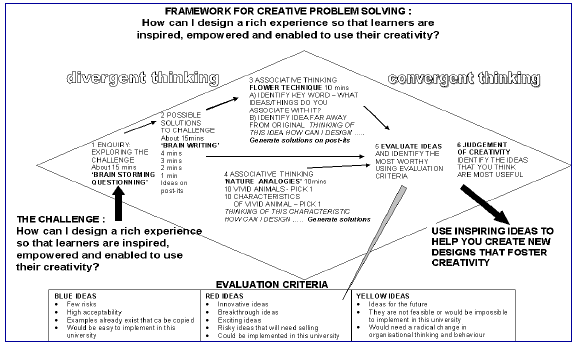 FRAMEWORK FOR CREATIVE PROBLEM SOLVING :
How can I design a rich experience so that learners are
inspired, empowered and enabled to use their creativity?
divergent thinking
convergent thinking
1 ENQUIRY:
EXPLORING THE
CHALLENGE
About 15 mins
'BRAIN STORMING
QUESTIONNING'
2 POSSIBLE
SOLUTIONS
TO CHALLENGE
About 15mins
'BRAIN WRITING'
4 mins
3 mins
2 mins
1 min
Ideas on
post-its
3 ASSOCIATIVE THINKING
FLOWER TECHNIQUE 10 mins
A) IDENTIFY KEY WORD – WHAT
IDEAS/THINGS DO YOU
ASSOCIATE WITH IT?
B) IDENTIFY IDEA FAR AWAY
FROM ORIGINAL. THINKING OF
THIS IDEA HOW CAN I DESIGN .....
Generate solutions on post-its
4 ASSOCIATIVE THINKING
'NATURE ANALOGIES' 10mins
10 VIVID ANIMALS - PICK 1
10 CHARACTERISTICS
OF VIVID ANIMAL – PICK 1
THINKING OF THIS CHARACTERISTIC
HOW CAN I DESIGN ..... Generate solutions
5 EVALUATE IDEAS
AND IDENTIFY THE
MOST WORTHY
USING EVALUATION
CRITERIA
6 JUDGEMENT
OF CREATIVITY
IDENTIFY THE IDEAS
THAT YOU THINK
ARE MOST USEFUL
THE CHALLENGE :
How can I design a rich experience
so that learners are inspired,
empowered and enabled to use
their creativity?
USE INSPIRING IDEAS TO
HELP YOU CREATE NEW
DESIGNS THAT FOSTER
CREATIVITY
EVALUATION CRITERIA
BLUE IDEAS
• Few risks
• High acceptability
• Examples already exist that ca be copied
• Would be easy to implement in this
university
RED IDEAS
• Innovative ideas
• Breakthrough ideas
• Exciting ideas
• Risky ideas that will need selling
• Could be implemented in this university
YELLOW IDEAS
• Ideas for the future
• They are not feasible or would be impossible
to implement in this university
• Would need a radical change in
organisational thinking and behaviour